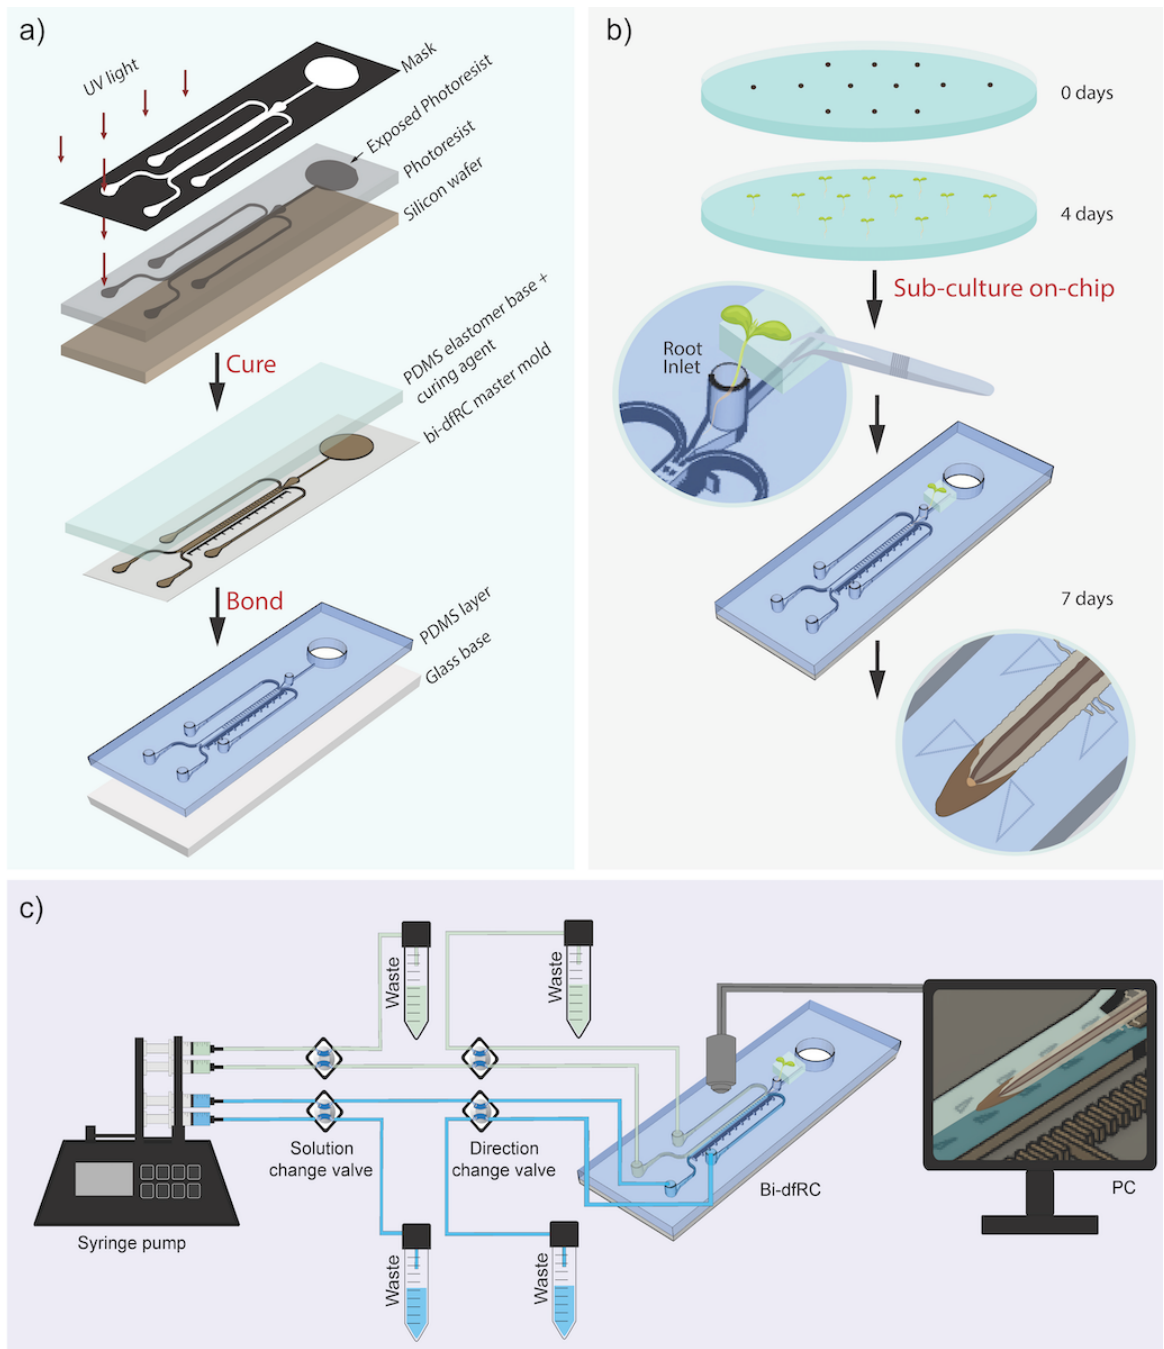 a)
UV light
Mask
Exposed Photoresist
Photoresist
Silicon wafer
Cure
PDMS elastomer base +
curing agent
bi-dfRC master mold
Bond
PDMS layer
Glass base
b)
0 days
4 days
Sub-culture on-chip
Root
Inlet
7 days
c)
Waste
Waste
Solution
change valve
Direction
change valve
Syringe pump
Waste
Waste
Bi-dfRC
PC